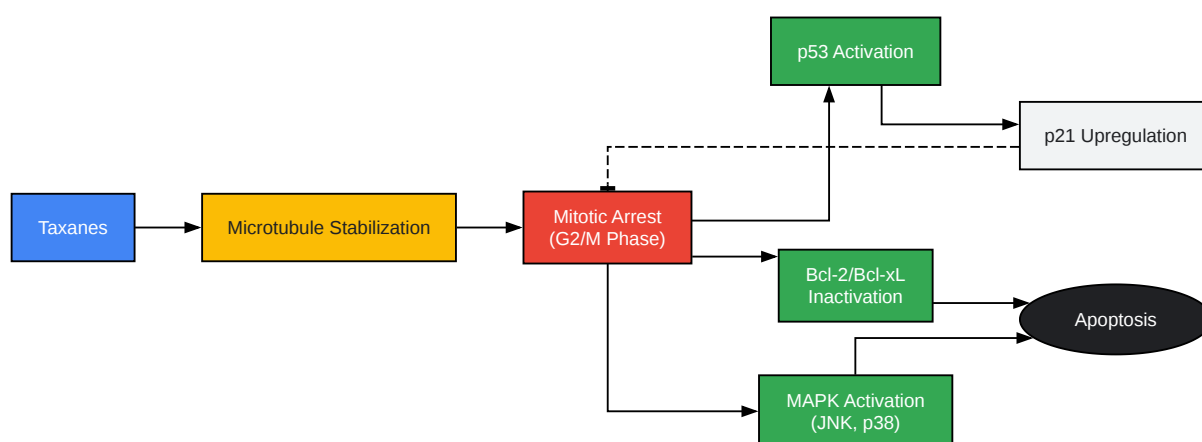 p53 Activation
p21 Upregulation
Taxanes
Microtubule Stabilization
Mitotic Arrest
(G2/M Phase)
Bcl-2/Bcl-xL
Inactivation
Apoptosis
MAPK Activation
(JNK, p38)